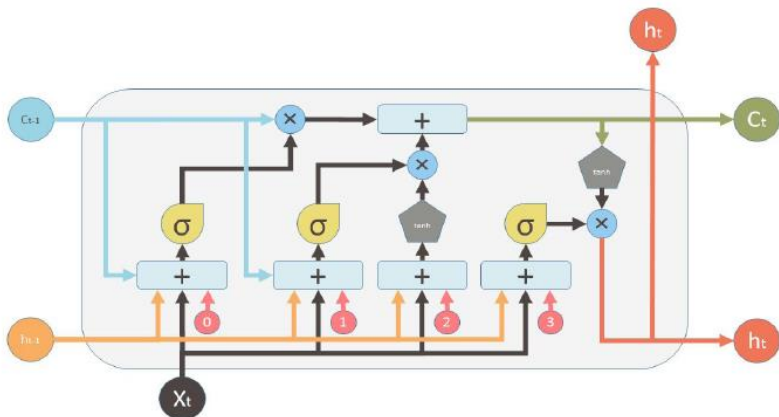 ht
Ct-1
×
+
Ct
×
tanh
σ
σ
tanh
σ
×
+
+
+
+
0
1
2
3
ht-1
ht
Xt